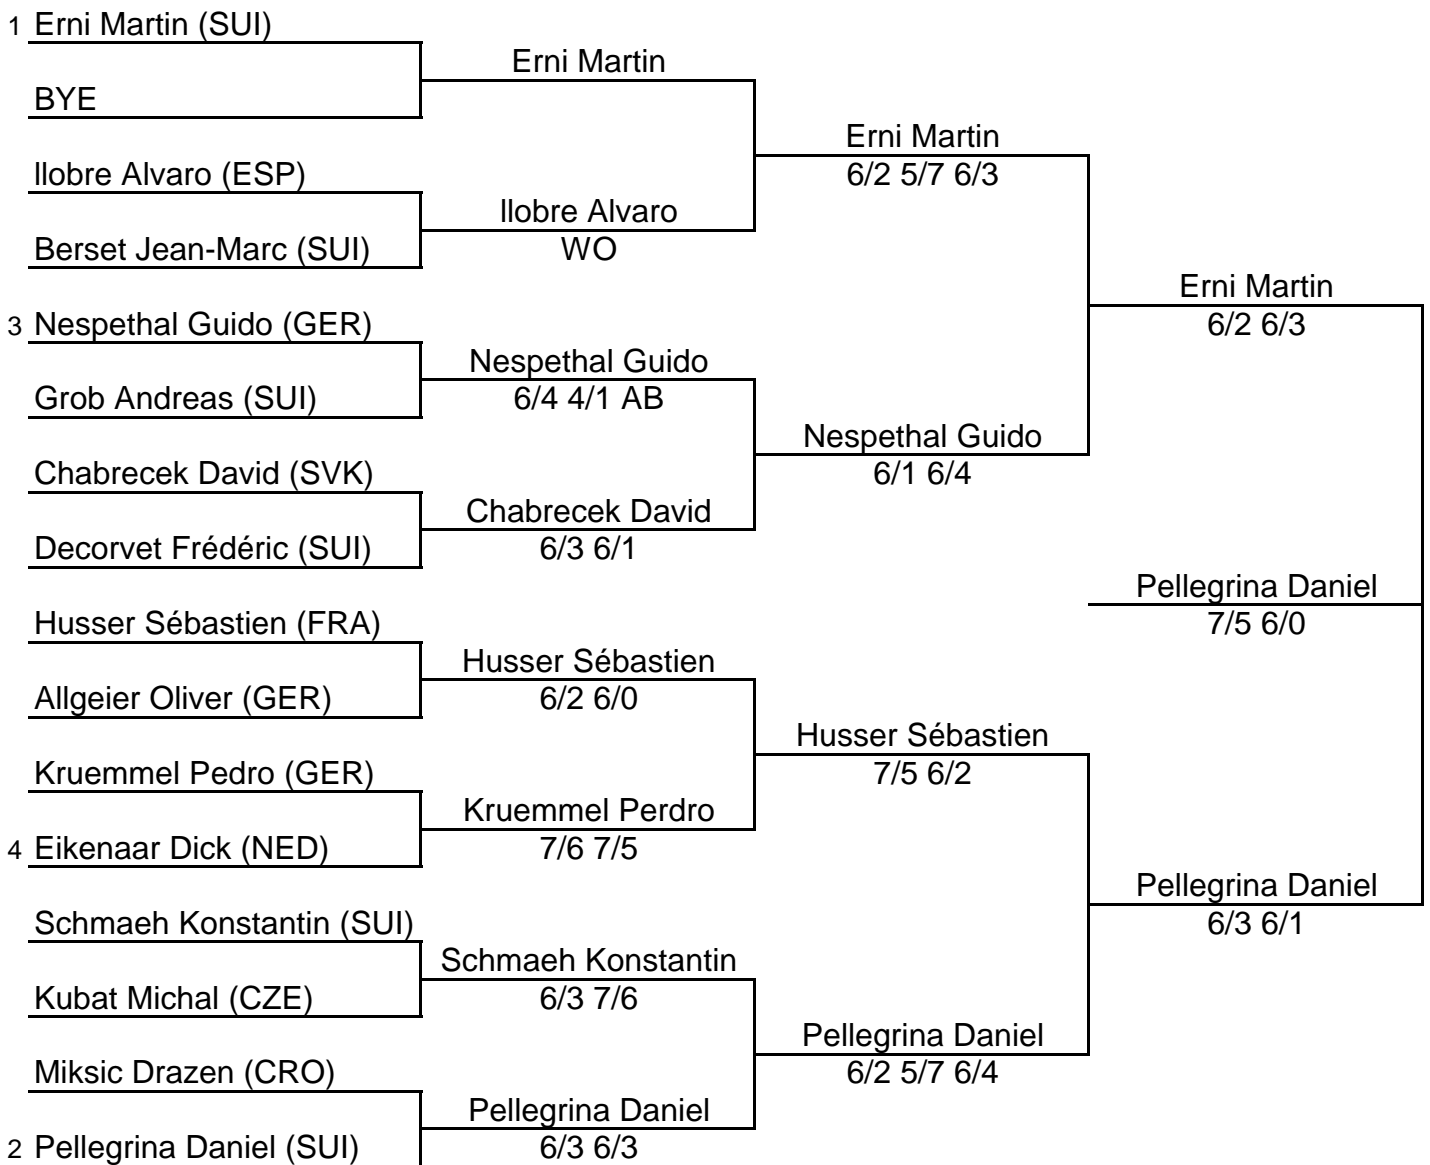 1 Erni Martin (SUI)
Erni Martin
BYE
Erni Martin
6/2 5/7 6/3
llobre Alvaro (ESP)
llobre Alvaro
WO
Berset Jean-Marc (SUI)
Erni Martin
6/2 6/3
3 Nespethal Guido (GER)
Nespethal Guido
6/4 4/1 AB
Grob Andreas (SUI)
Nespethal Guido
6/1 6/4
Chabrecek David (SVK)
Chabrecek David
6/3 6/1
Decorvet Frédéric (SUI)
Pellegrina Daniel
7/5 6/0
Husser Sébastien (FRA)
Husser Sébastien
6/2 6/0
Allgeier Oliver (GER)
Husser Sébastien
7/5 6/2
Kruemmel Pedro (GER)
Kruemmel Perdro
7/6 7/5
4 Eikenaar Dick (NED)
Pellegrina Daniel
6/3 6/1
Schmaeh Konstantin (SUI)
Schmaeh Konstantin
6/3 7/6
Kubat Michal (CZE)
Pellegrina Daniel
6/2 5/7 6/4
Miksic Drazen (CRO)
Pellegrina Daniel
6/3 6/3
2 Pellegrina Daniel (SUI)